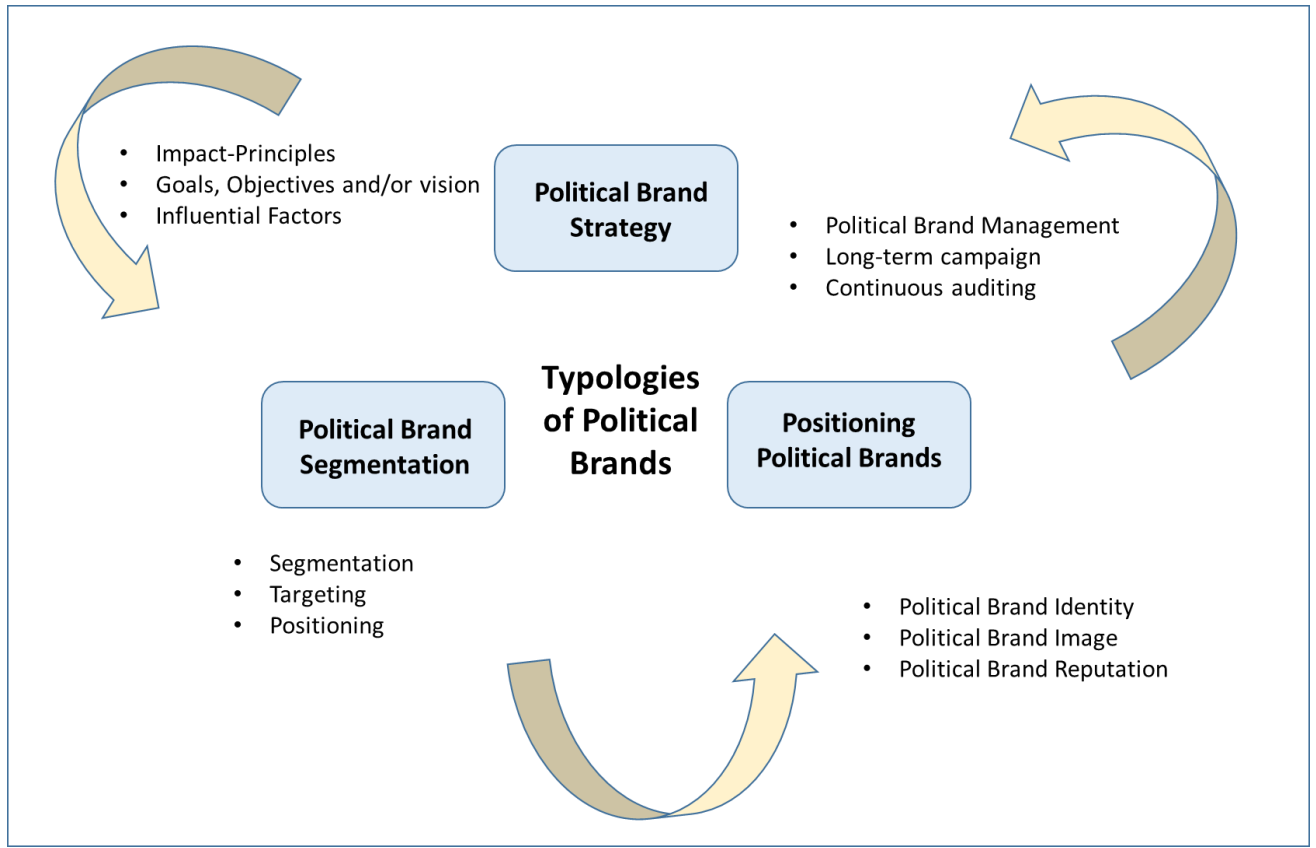 • Impact-Principles
• Goals, Objectives and/or vision
• Influential Factors
Political Brand
Strategy
• Political Brand Management
• Long-term campaign
• Continuous auditing
Political Brand
Segmentation
Typologies
of Political
Brands
Positioning
Political Brands
• Segmentation
• Targeting
• Positioning
• Political Brand Identity
• Political Brand Image
• Political Brand Reputation